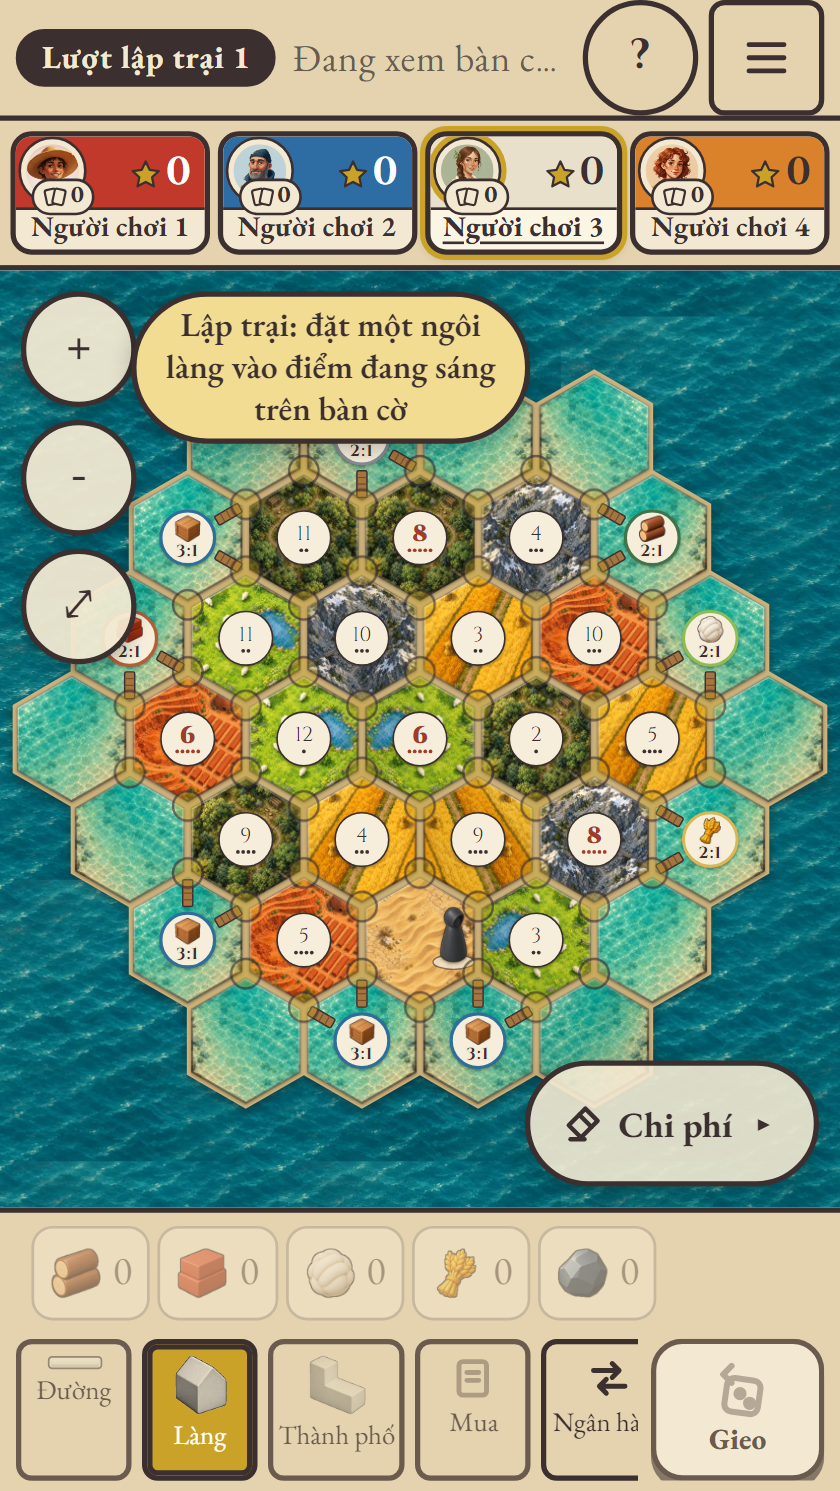 Lượt lập trại 1
Đang xem bàn c...
?
0
0
0
0
0
0
0
0
Người chơi 1
Người chơi 2
Người chơi 3
Người chơi 4
+
Lập trại: đặt một ngôi
làng vào điểm đang sáng
trên bàn cờ
2:1
-
3:1
11
8
4
2:1
2:1
11
10
3
10
2:1
6
12
6
2
5
9
4
9
8
2:1
3:1
5
3
3:1
3:1
Chi phí
0
0
0
0
0
Đường
Làng
Thành phố
Mua
Ngân hà
Gieo